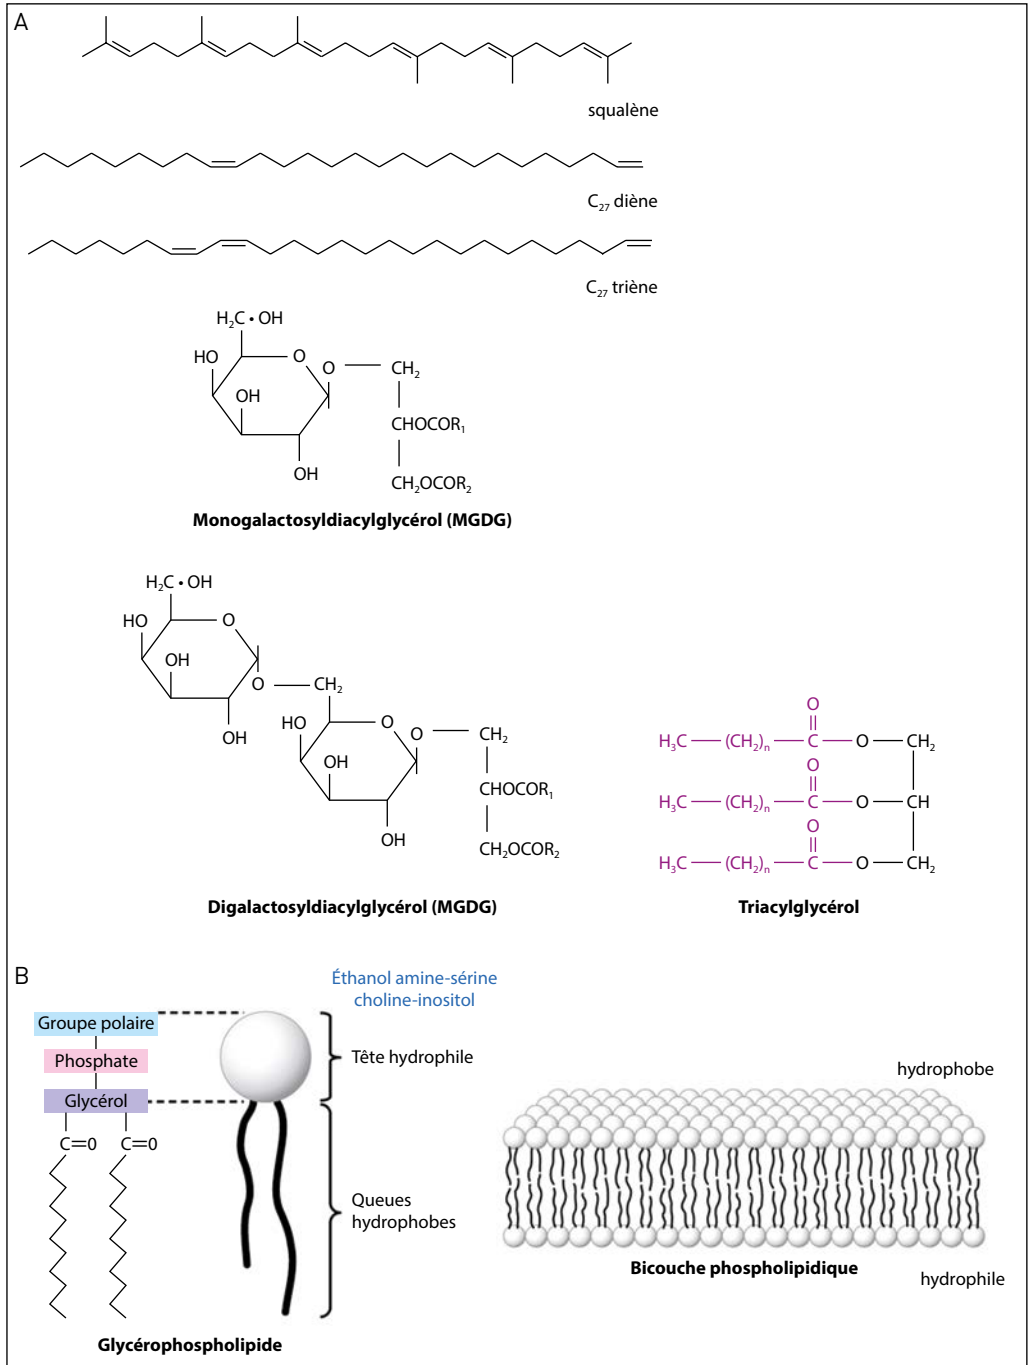 A
squalène
C27 diène
C27 triène
H2C • OH
HO
O
O
CH2
OH
CHOCOR1
OH
CH2OCOR2
Monogalactosyldiacylglycérol (MGDG)
H2C • OH
HO
O
OH
O
CH2
OH
HO
O
O
CH2
OH
CHOCOR1
OH
CH2OCOR2
Digalactosyldiacylglycérol (MGDG)
O
H3C (CH2)n C O CH2
O
H3C (CH2)n C O CH
O
H3C (CH2)n C O CH2
Triacylglycérol
B
Éthanol amine-sérine
choline-inositol
Groupe polaire
Phosphate
Glycérol
C=0 C=0
Tête hydrophile
Queues
hydrophobes
Glycérophospholipide
hydrophobe
Bicouche phospholipidique
hydrophile